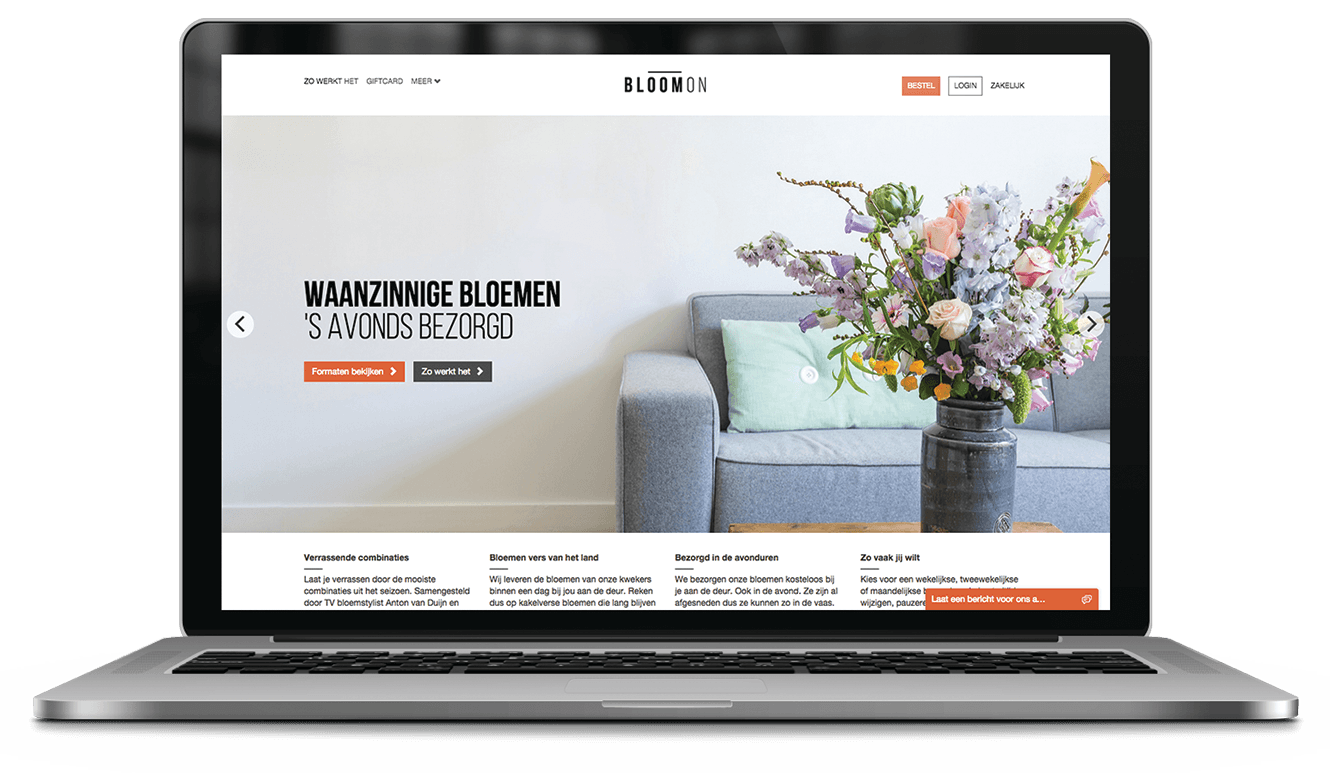 ZO WERKT HET GIFTCARD MEER
BLOOMON
BESTEL LOGIN ZAKELIJK
WAANZINNIGE BLOEMEN
'S AVONDS BEZORGD
Formaten bekijken
Zo werkt het
Verrassende combinaties
Laat je verrassen door de mooiste
combinaties uit het seizoen. Samengesteld
door TV bloemstylist Anton van Duijn en
Bloemen vers van het land
Wij leveren de bloemen van onze kwekers
binnen een dag bij jou aan de deur. Reken
dus op kakelverse bloemen die lang blijven
Bezorgd in de avonduren
We bezorgen onze bloemen kosteloos bij
je aan de deur. Ook in de avond. Ze zijn al
afgesneden dus ze kunnen zo in de vaas.
Zo vaak jij wilt
Kies voor een wekelijkse, tweewekelijkse
of maandelijkse
wijzigen, pauzere
Laat een bericht voor ons a...